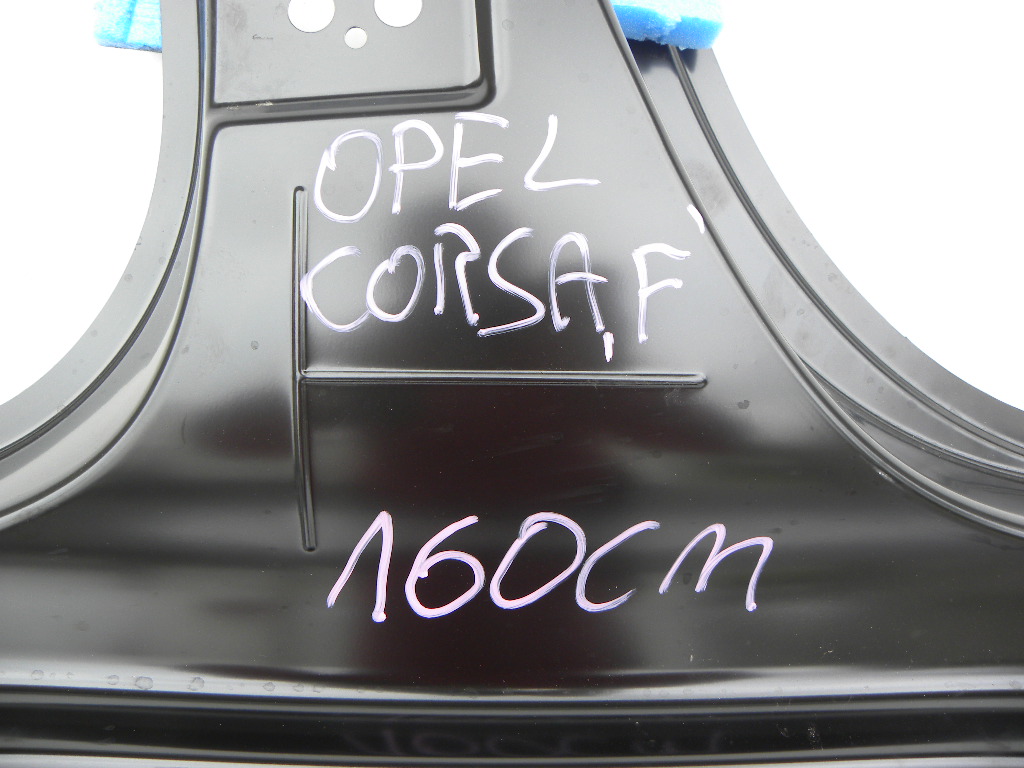 OPEL
CORSA "F"
160cm